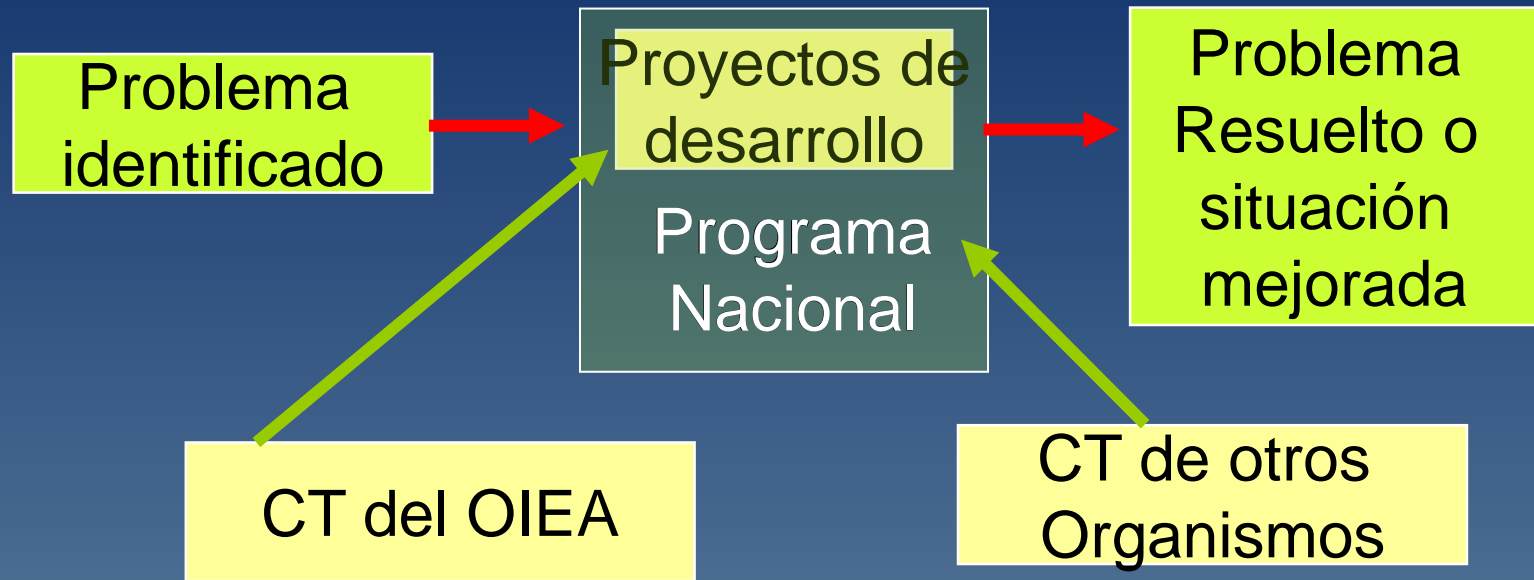 Problema
identificado
Proyectos de
desarrollo
Programa
Nacional
Problema
Resuelto o
situación
mejorada
CT del OIEA
CT de otros
Organismos